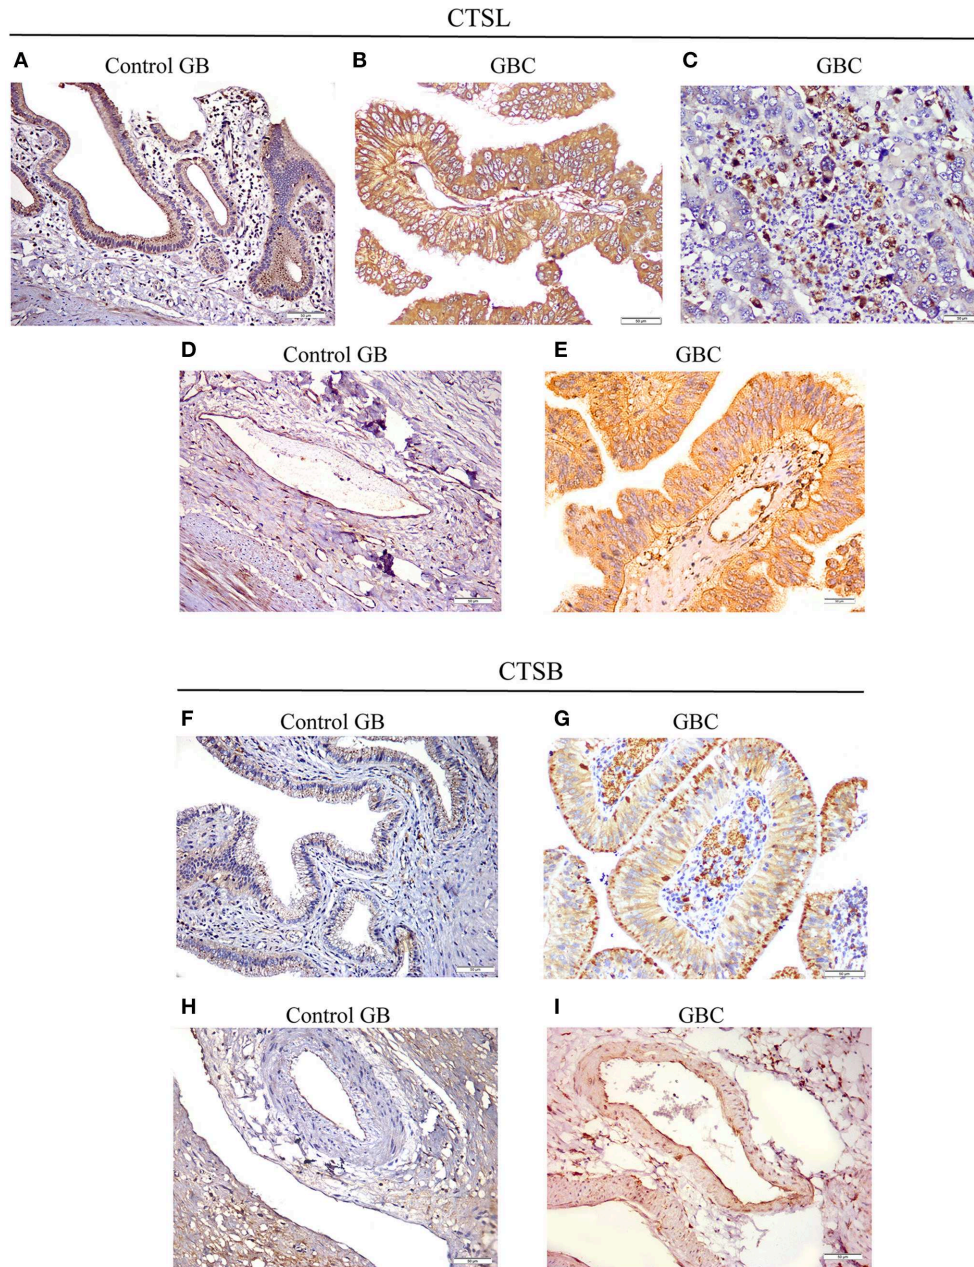 CTSL
A Control GB
B GBC
C GBC
D Control GB
E GBC
CTSB
F Control GB
G GBC
H Control GB
I GBC